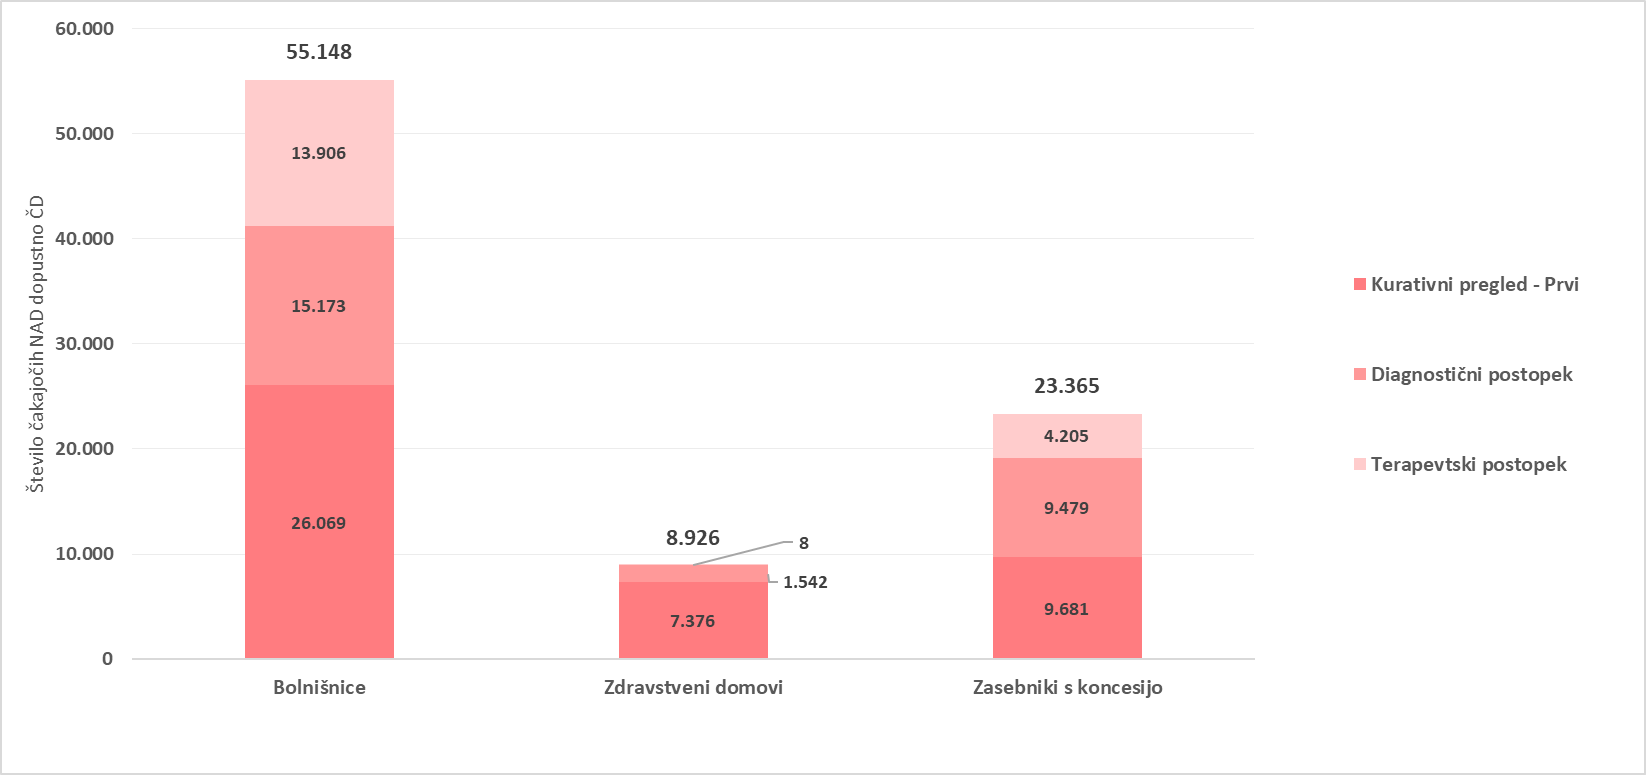 60.000
50.000
40.000
30.000
20.000
10.000
0
Število čakajočih NAD dopustno ČD
55.148
13.906
15.173
26.069
8.926
8
1.542
7.376
23.365
4.205
9.479
9.681
Bolnišnice
Zdravstveni domovi
Zasebniki s koncesijo
Kurativni pregled - Prvi
Diagnostični postopek
Terapevtski postopek